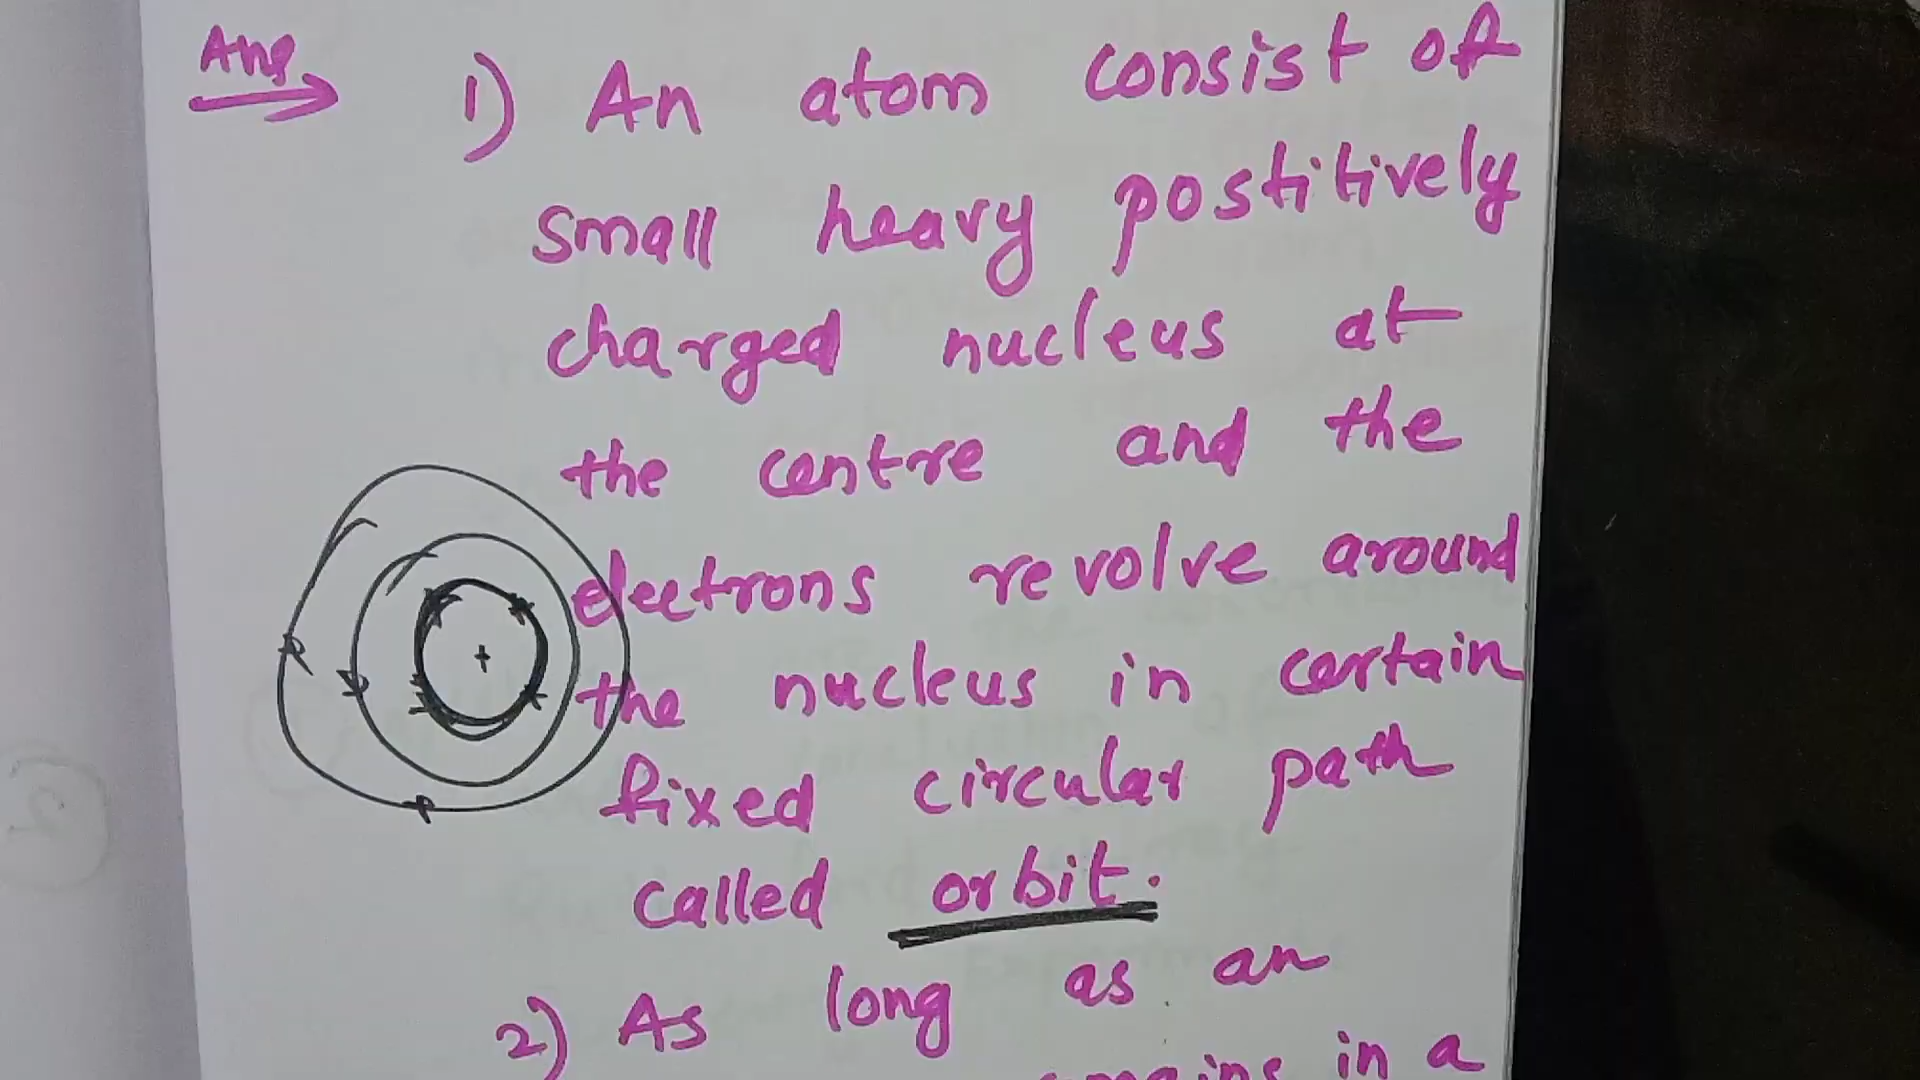 Ans
1) An atom consist of
small heavy postitively
charged nucleus at
the centre and the
electrons revolve around
the nucleus in certain
fixed circular path
called orbit.
2) As long as an
in a
+